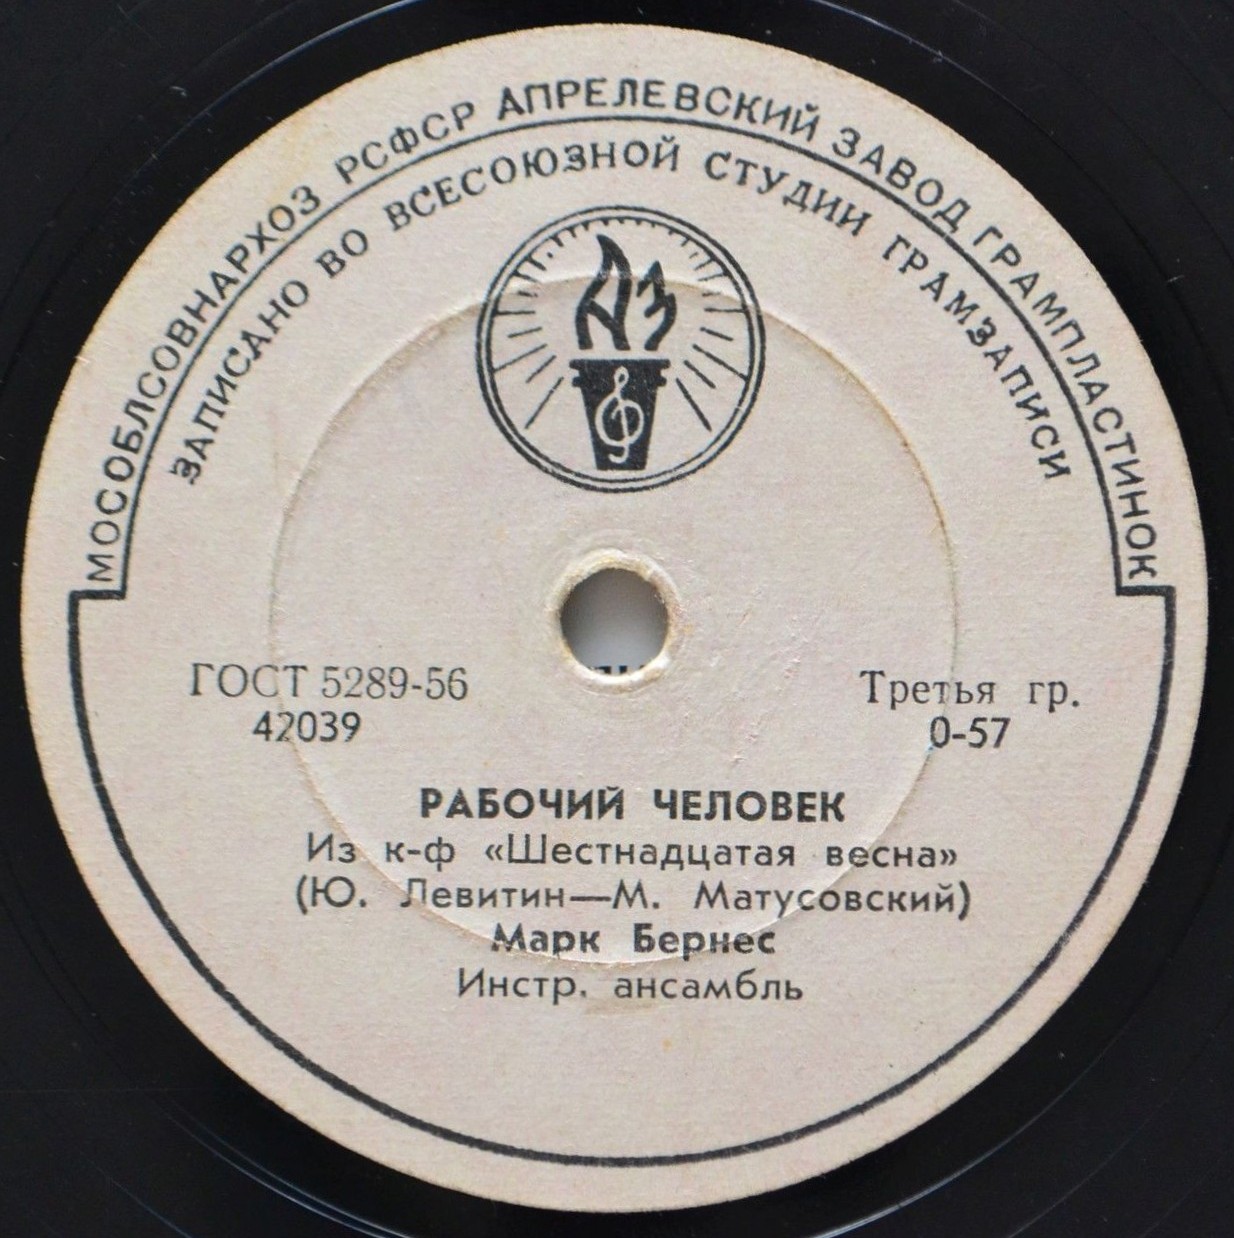 МОСОБЛСОВНАРХОЗ РСФСР АПРЕЛЕВСКИЙ ЗАВОД ГРАМПЛАСТИНОК
ЗАПИСАНО ВО ВСЕСОЮЗНОЙ СТУДИИ ГРАМЗАПИСИ
АЗ
ГОСТ 5289-56
42039
Третья гр.
0-57
РАБОЧИЙ ЧЕЛОВЕК
Из к-ф «Шестнадцатая весна»
(Ю. Левитин—М. Матусовский)
Марк Бернес
Инстр. ансамбль